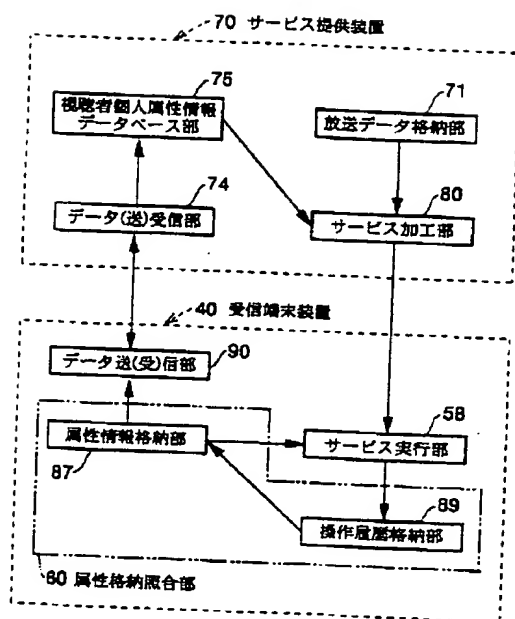 70 サービス提供装置
75
視聴者個人属性情報
データベース部
71
放送データ格納部
74
データ(送)受信部
80
サービス加工部
40 受信端末装置
データ送(受)信部
90
属性情報格納部
87
58
サービス実行部
89
操作履歴格納部
60 属性格納照合部